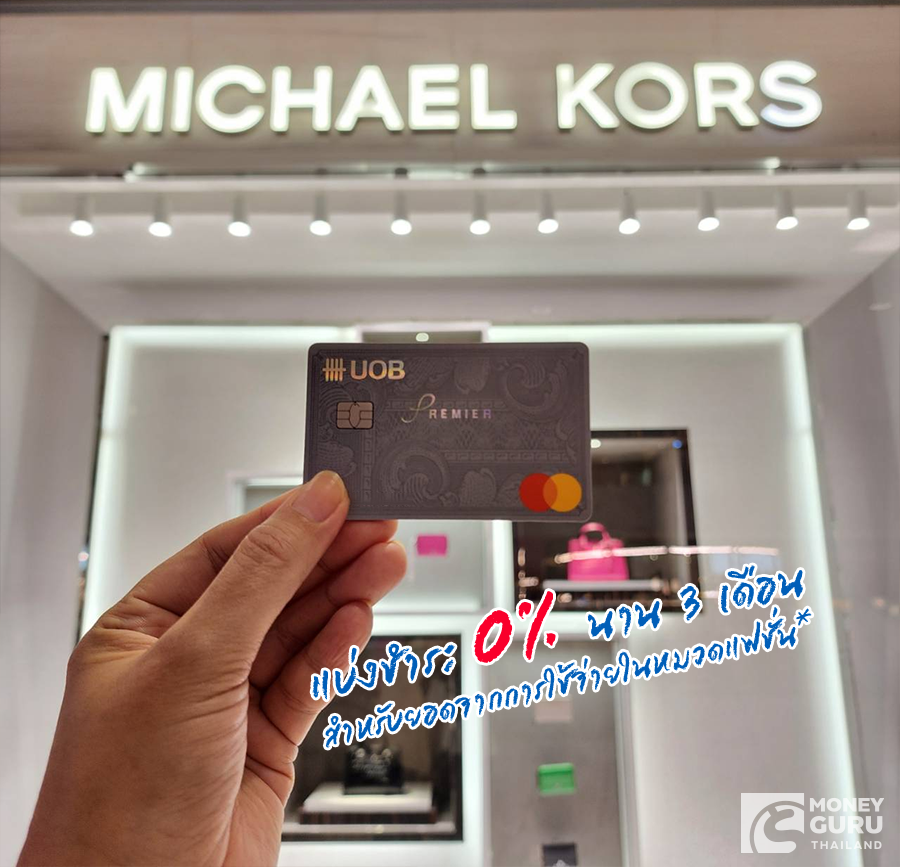 MICHAEL KORS
UOB
PREMIER
แบ่งชำระ 0% นาน 3 เดือน
สำหรับยอดจากการใช้จ่ายในหมวดแฟชั่น*
MONEY
GURU
THAILAND